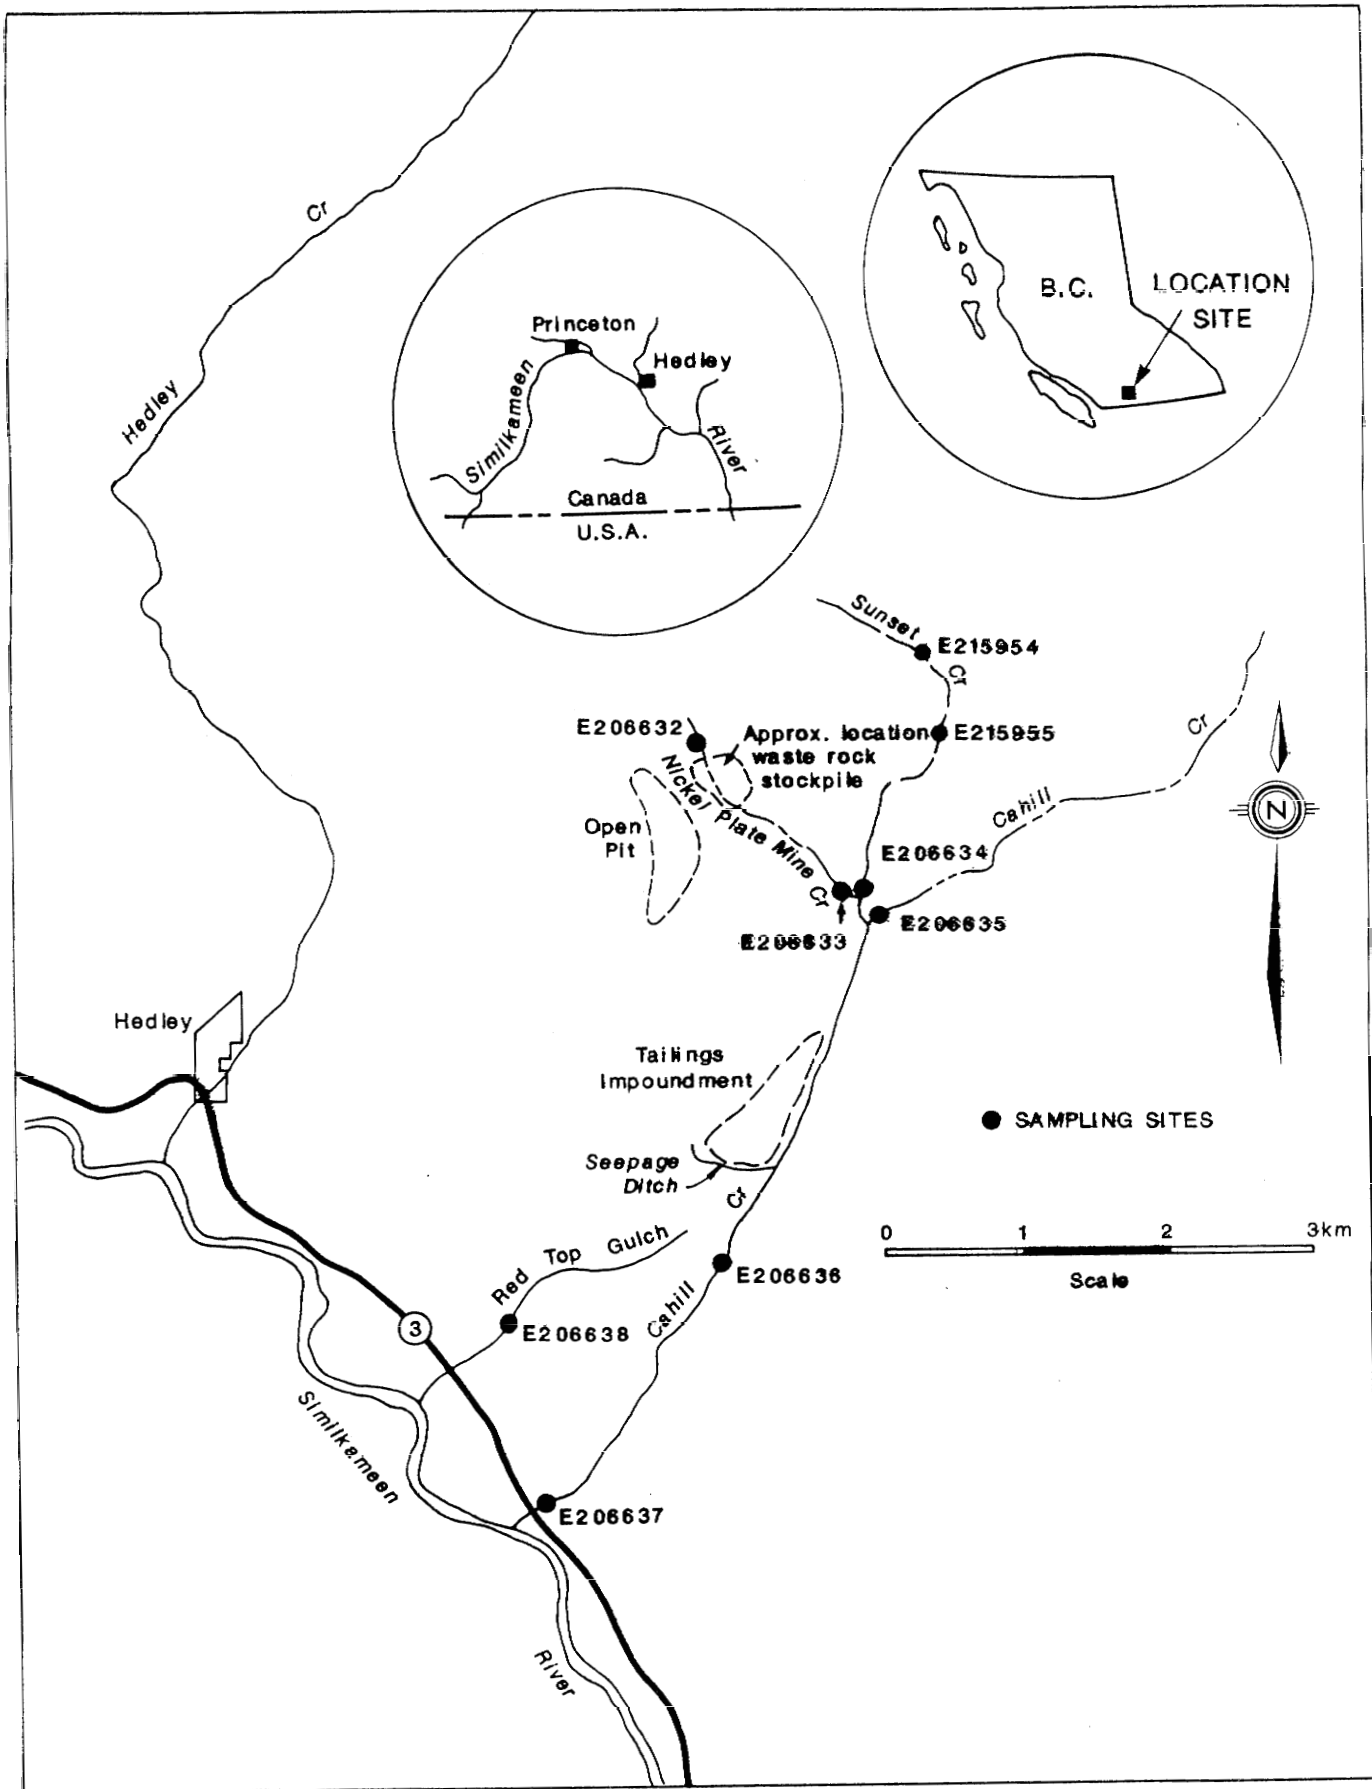 Cr
Hedley
Princeton
Hedley
Similkameen
River
Canada
U.S.A.
B.C.
LOCATION
SITE
Sunset
E215954
Cr
E206632
Approx. location
waste rock
stockpile
E215955
Cr
Nickel Plate Mine Cr
Cahill
Open
Pit
E206634
E206635
E206633
N
Hedley
Tailings
Impoundment
SAMPLING SITES
Seepage
Ditch
Cr
0 1 2 3km
Scale
Red Top Gulch
E206636
Cahill
3
E206638
Similkameen
E206637
River